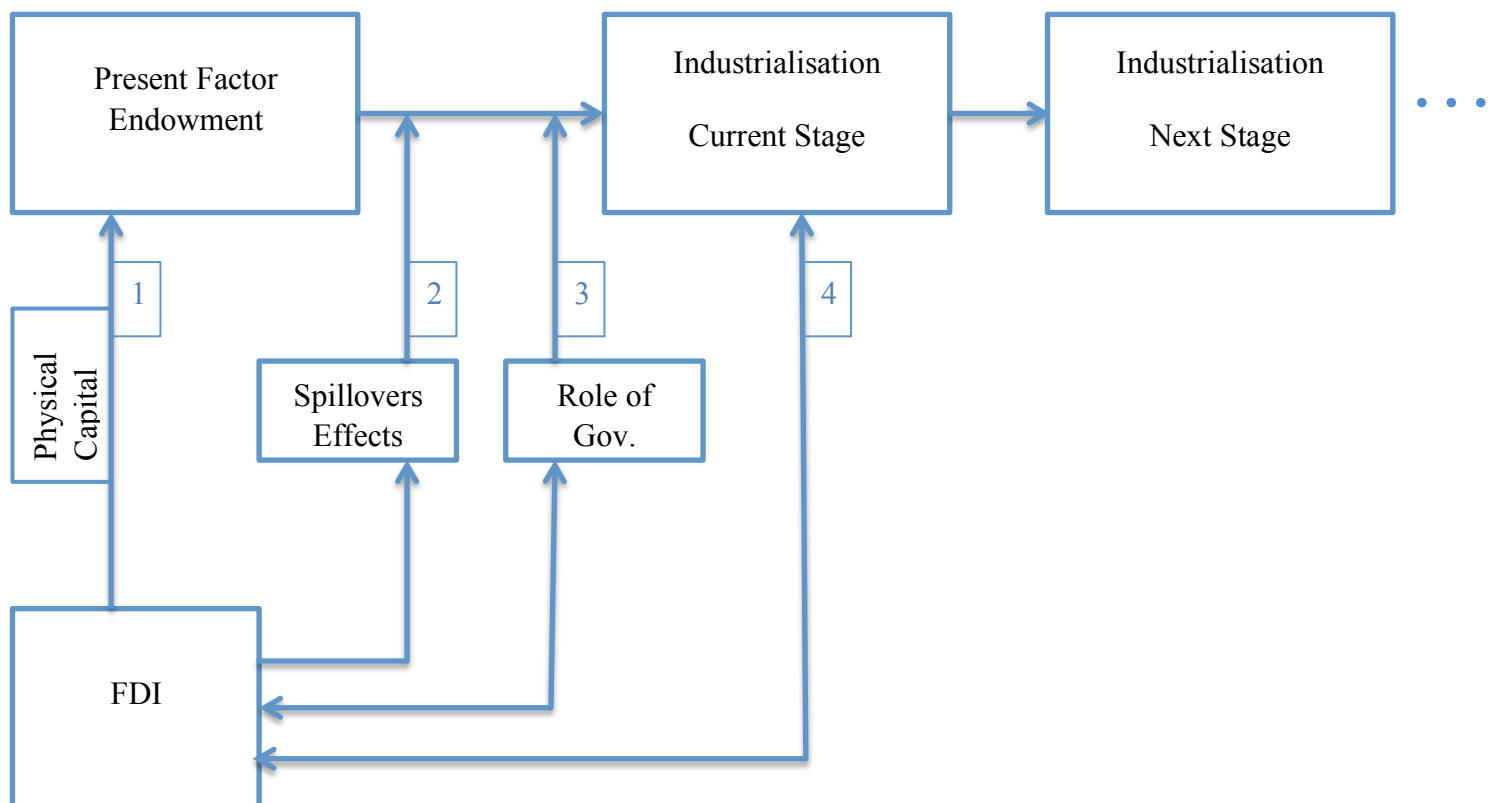 Present Factor
Endowment
Industrialisation
Current Stage
Industrialisation
Next Stage
. . .
1
2
3
4
Physical
Capital
Spillovers
Effects
Role of
Gov.
FDI